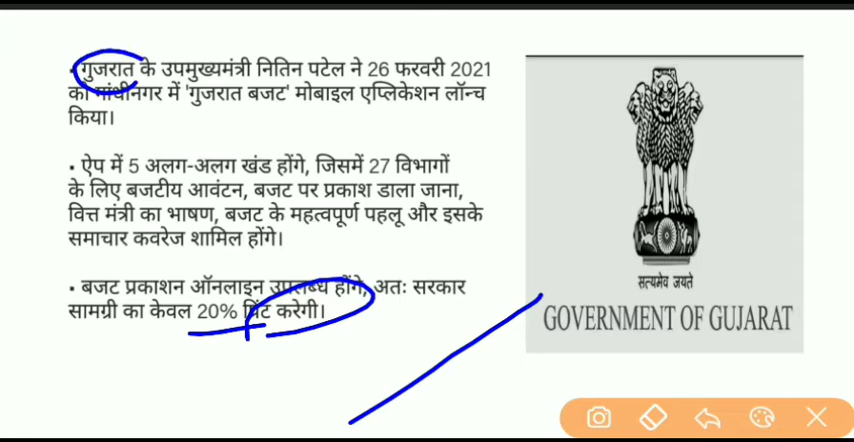 • गुजरात के उपमुख्यमंत्री नितिन पटेल ने 26 फरवरी 2021
को गांधीनगर में 'गुजरात बजट' मोबाइल एप्लिकेशन लॉन्च
किया।
• ऐप में 5 अलग-अलग खंड होंगे, जिसमें 27 विभागों
के लिए बजटीय आवंटन, बजट पर प्रकाश डाला जाना,
वित्त मंत्री का भाषण, बजट के महत्वपूर्ण पहलू और इसके
समाचार कवरेज शामिल होंगे।
• बजट प्रकाशन ऑनलाइन उपलब्ध होंगे, अतः सरकार
सामग्री का केवल 20% प्रिंट करेगी।
सत्यमेव जयते
GOVERNMENT OF GUJARAT